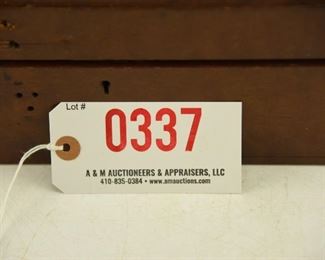 Lot #
0337
A & M AUCTIONEERS & APPRAISERS, LLC
410-835-0384 • www.amauctions.com